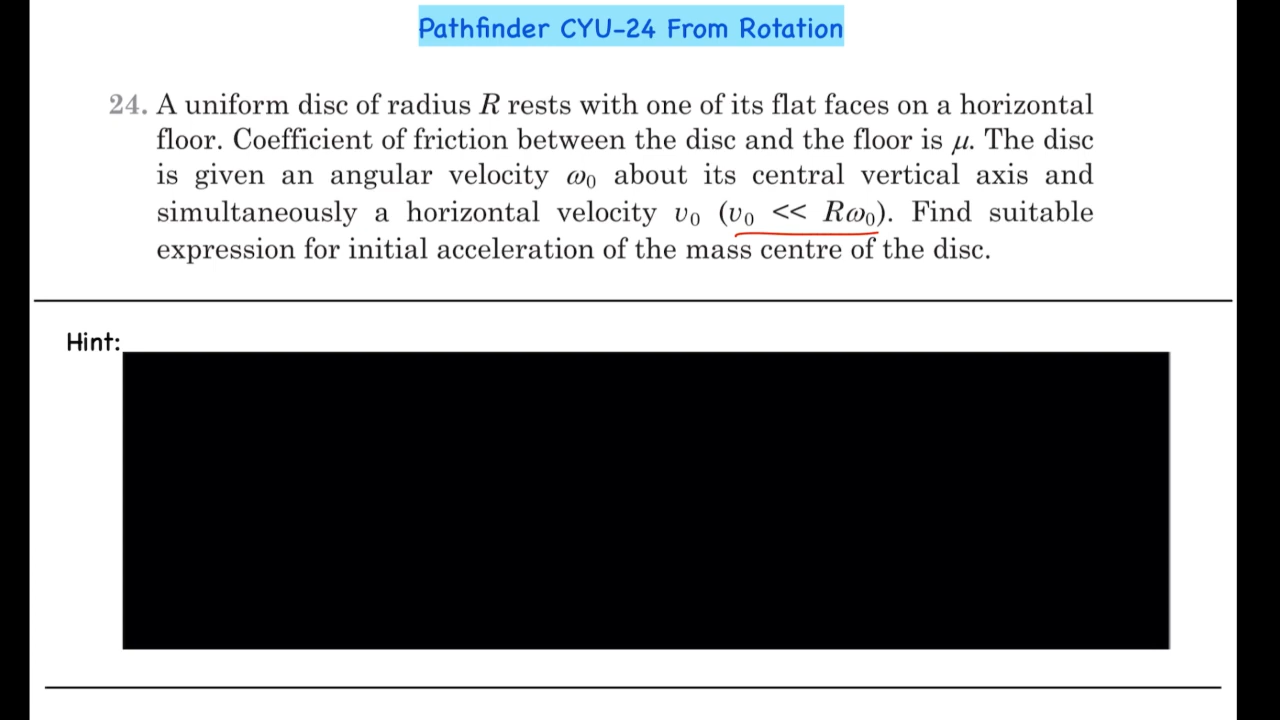 Pathfinder CYU-24 From Rotation
24. A uniform disc of radius R rests with one of its flat faces on a horizontal
floor. Coefficient of friction between the disc and the floor is μ. The disc
is given an angular velocity ω₀ about its central vertical axis and
simultaneously a horizontal velocity υ₀ (υ₀ << Rω₀). Find suitable
expression for initial acceleration of the mass centre of the disc.
Hint: